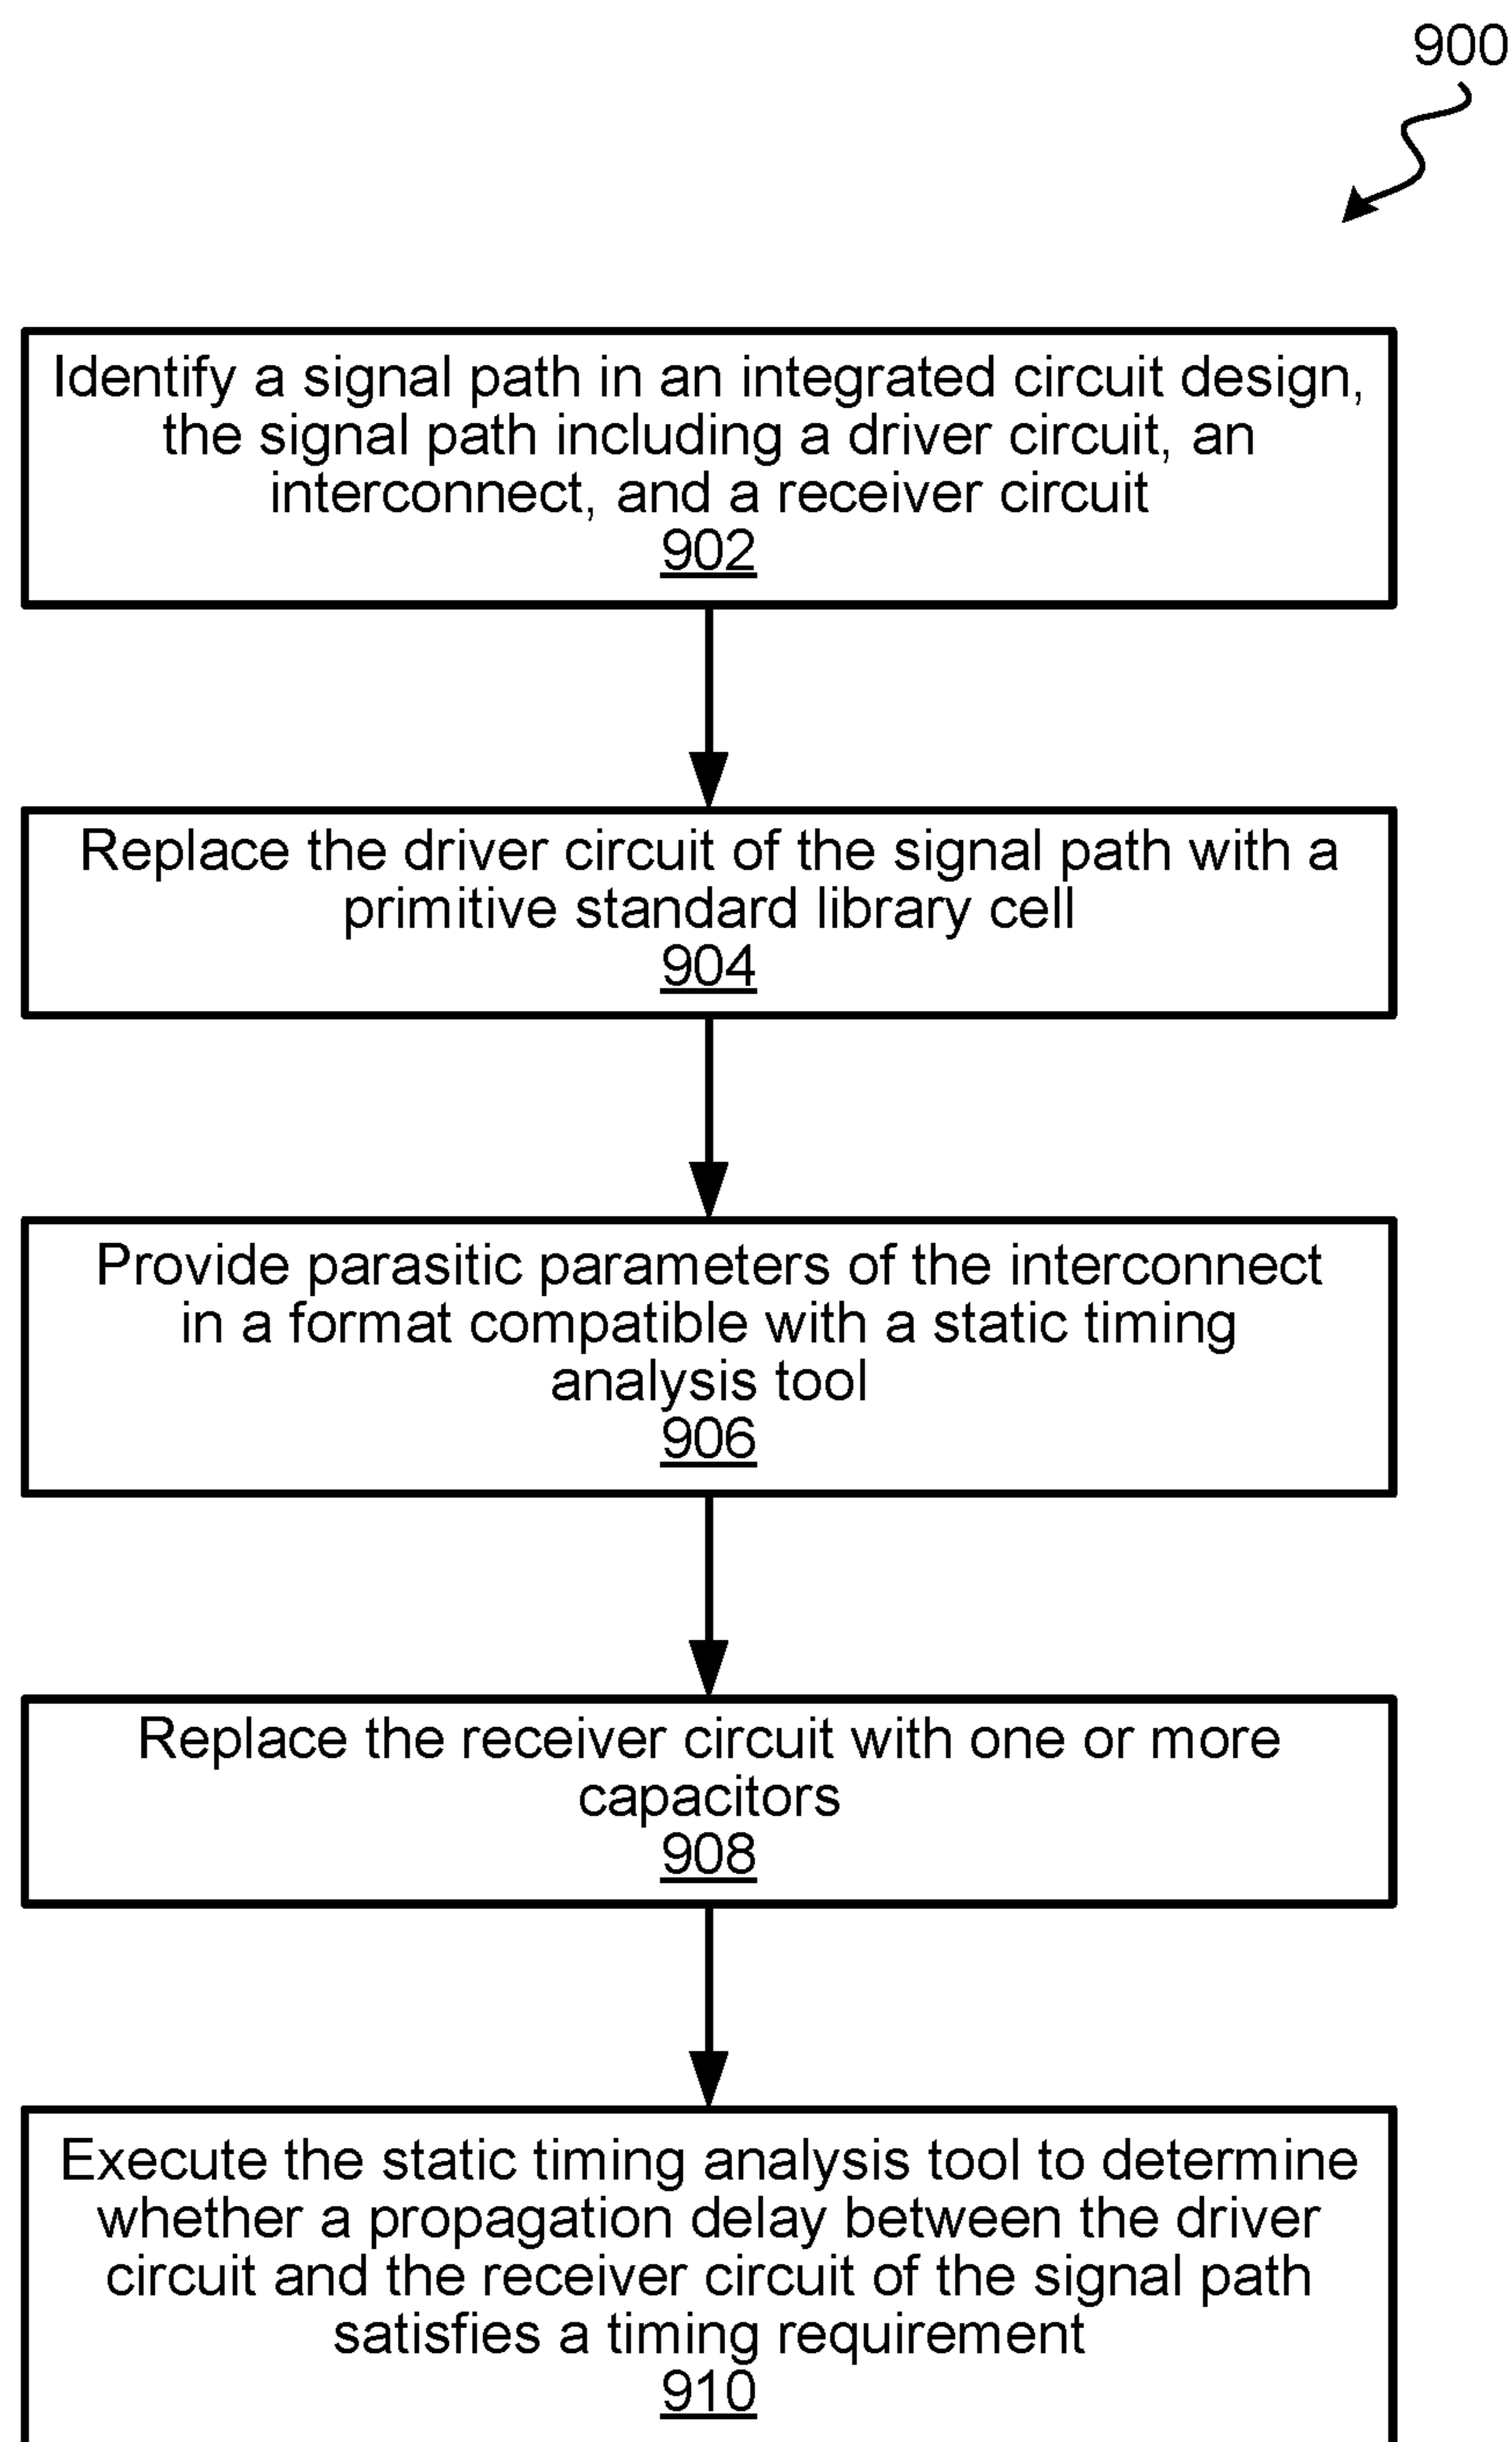 900
Identify a signal path in an integrated circuit design,
the signal path including a driver circuit, an
interconnect, and a receiver circuit
902
Replace the driver circuit of the signal path with a
primitive standard library cell
904
Provide parasitic parameters of the interconnect
in a format compatible with a static timing
analysis tool
906
Replace the receiver circuit with one or more
capacitors
908
Execute the static timing analysis tool to determine
whether a propagation delay between the driver
circuit and the receiver circuit of the signal path
satisfies a timing requirement
910